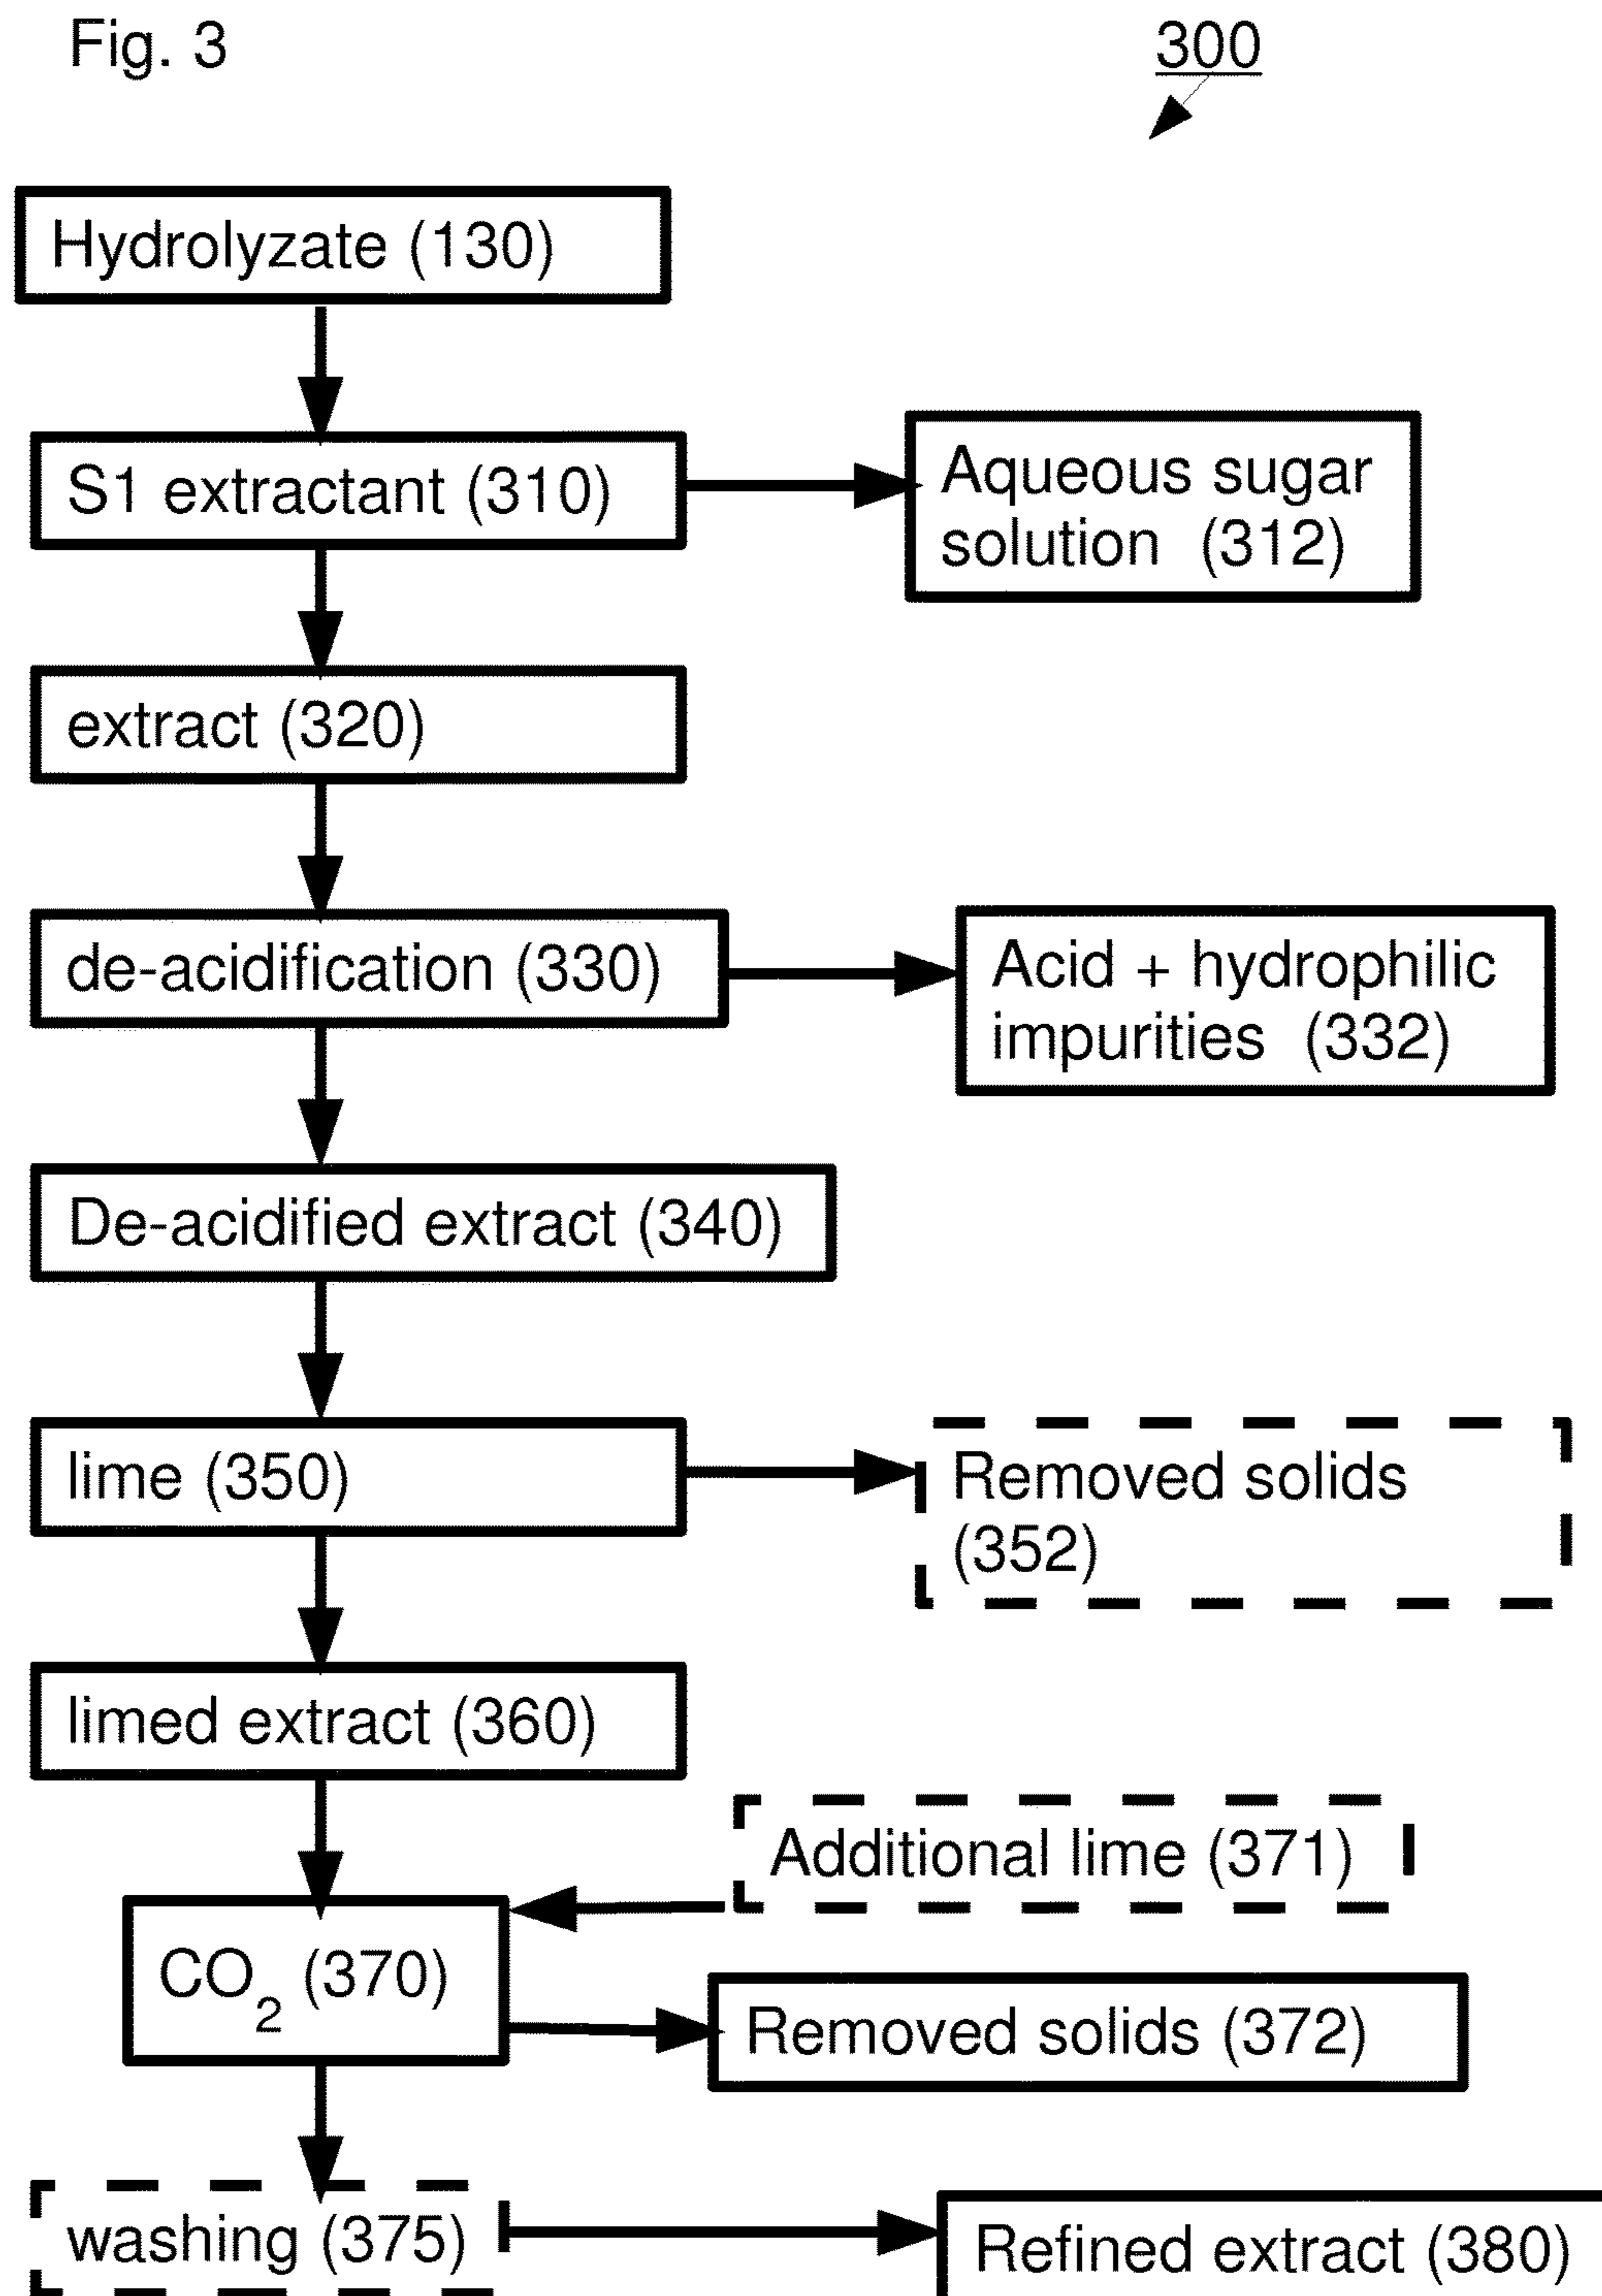 Fig. 3
300
Hydrolyzate (130)
S1 extractant (310)
Aqueous sugar
solution (312)
extract (320)
de-acidification (330)
Acid + hydrophilic
impurities (332)
De-acidified extract (340)
lime (350)
Removed solids
(352)
limed extract (360)
Additional lime (371)
CO2 (370)
Removed solids (372)
washing (375)
Refined extract (380)